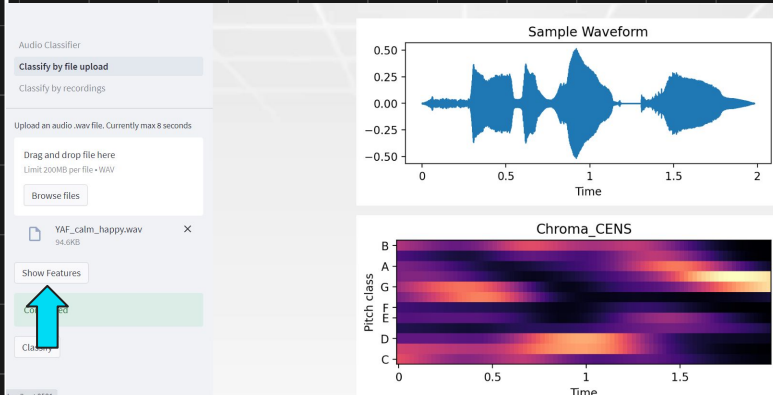 Audio Classifier
Classify by file upload
Classify by recordings
Upload an audio .wav file. Currently max 8 seconds
Drag and drop file here
Limit 200MB per file • WAV
Browse files
YAF_calm_happy.wav
94.6KB
Show Features
Classify
Sample Waveform
0.50
0.25
0.00
−0.25
−0.50
0 0.5 1 1.5 2
Time
Chroma_CENS
Pitch class
B
A
G
F
E
D
C
0 0.5 1 1.5
Time